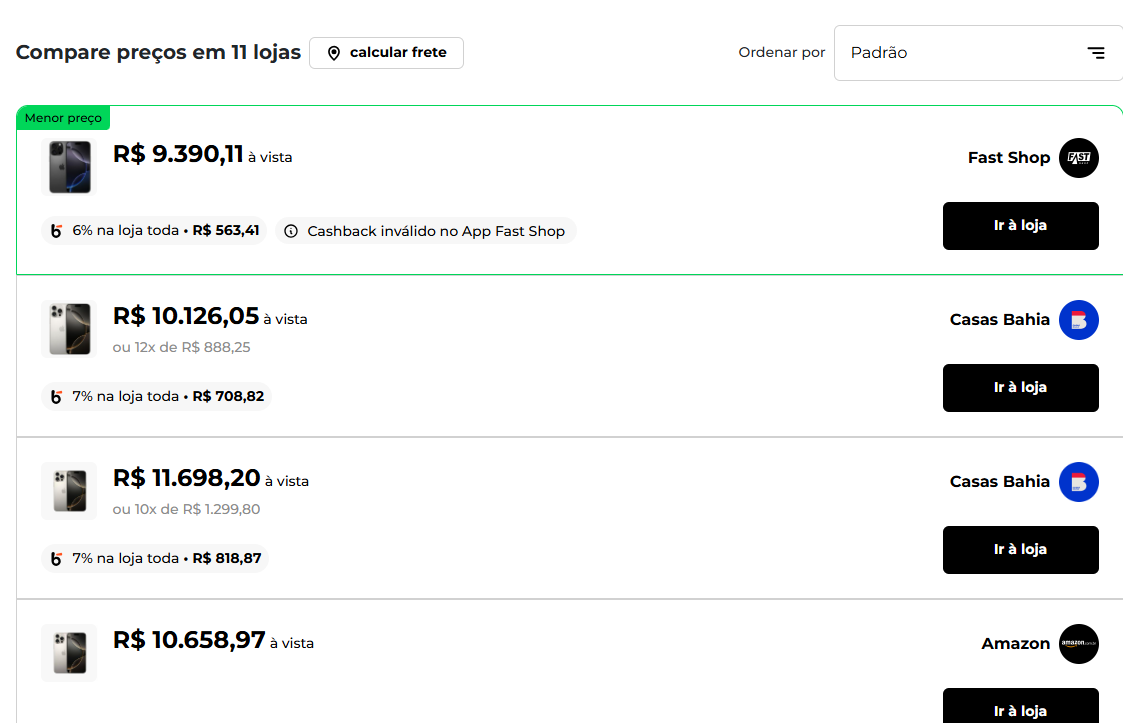 Compare preços em 11 lojas
calcular frete
Ordenar por
Padrão
Menor preço
R$ 9.390,11 à vista
Fast Shop
FAST
6% na loja toda • R$ 563,41
Cashback inválido no App Fast Shop
Ir à loja
R$ 10.126,05 à vista
ou 12x de R$ 888,25
Casas Bahia
7% na loja toda • R$ 708,82
Ir à loja
R$ 11.698,20 à vista
ou 10x de R$ 1.299,80
Casas Bahia
7% na loja toda • R$ 818,87
Ir à loja
R$ 10.658,97 à vista
Amazon
amazon.com.br
Ir à loja